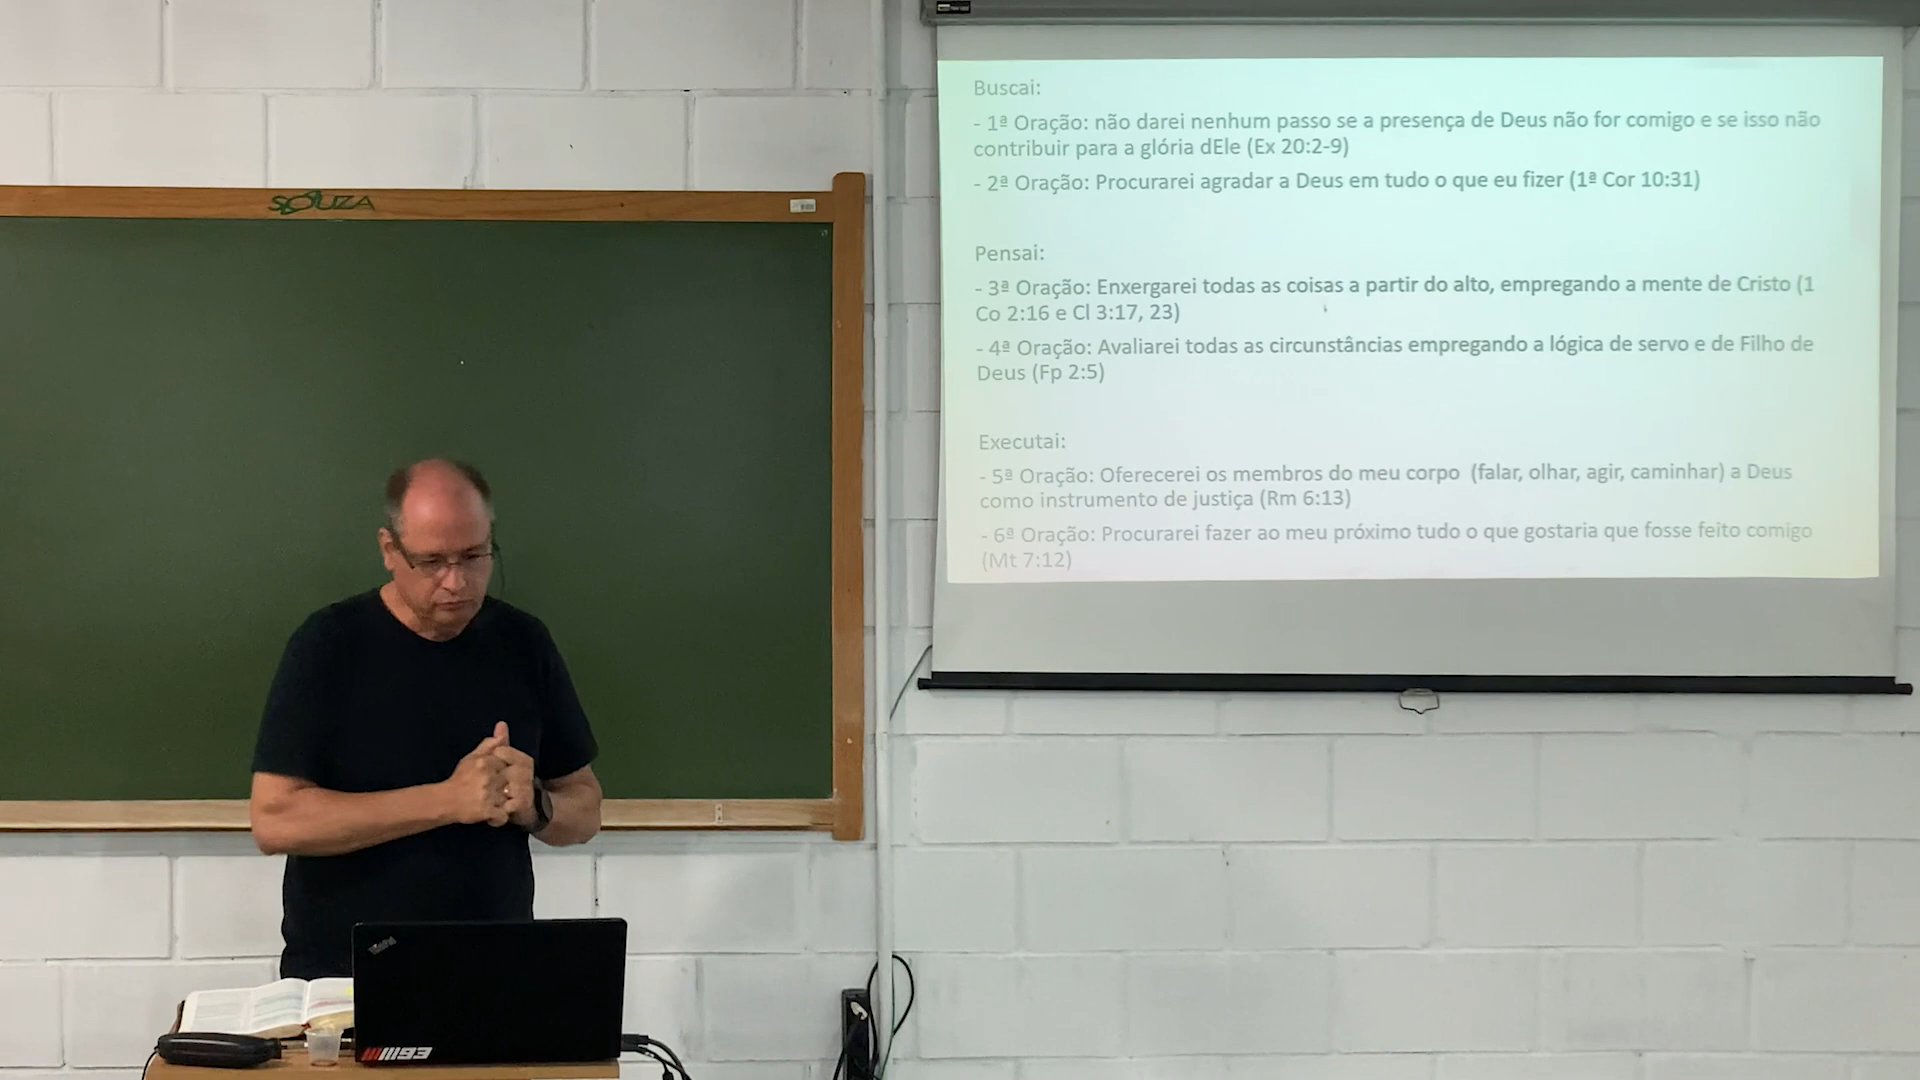 SOUZA
Buscai:
- 1ª Oração: não darei nenhum passo se a presença de Deus não for comigo e se isso não
contribuir para a glória dEle (Ex 20:2-9)
- 2ª Oração: Procurarei agradar a Deus em tudo o que eu fizer (1ª Cor 10:31)
Pensai:
- 3ª Oração: Enxergarei todas as coisas a partir do alto, empregando a mente de Cristo (1
Co 2:16 e Cl 3:17, 23)
- 4ª Oração: Avaliarei todas as circunstâncias empregando a lógica de servo e de Filho de
Deus (Fp 2:5)
Executai:
- 5ª Oração: Oferecerei os membros do meu corpo (falar, olhar, agir, caminhar) a Deus
como instrumento de justiça (Rm 6:13)
- 6ª Oração: Procurarei fazer ao meu próximo tudo o que gostaria que fosse feito comigo
(Mt 7:12)
ThinkPad
93